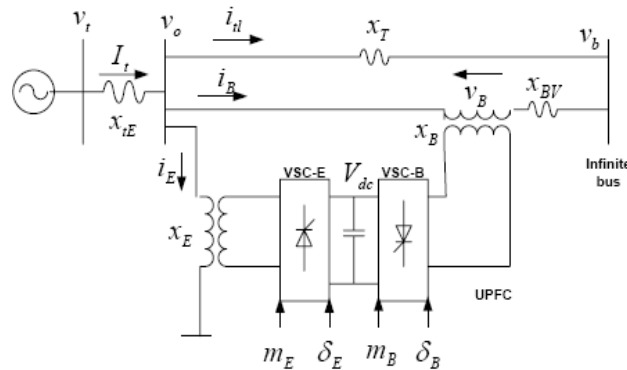 v_t
v_o
i_tl
x_T
v_b
I_t
i_B
v_B
x_BV
x_tE
x_B
i_E
VSC-E
V_dc
VSC-B
Infinite
bus
x_E
UPFC
m_E
δ_E
m_B
δ_B